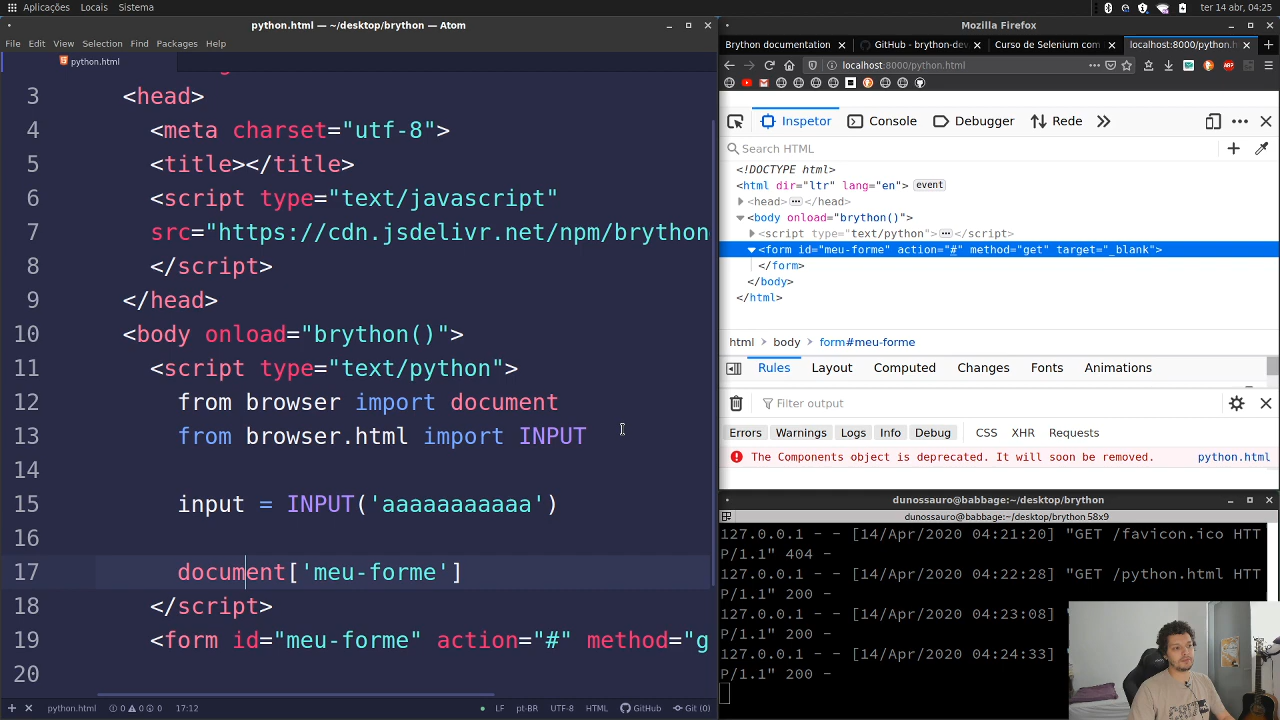 Aplicações Locais Sistema
ter 14 abr, 04:25
python.html — ~/desktop/brython — Atom
File Edit View Selection Find Packages Help
python.html
3 <head>
4 <meta charset="utf-8">
5 <title></title>
6 <script type="text/javascript"
7 src="https://cdn.jsdelivr.net/npm/brython
8 </script>
9 </head>
10 <body onload="brython()">
11 <script type="text/python">
12 from browser import document
13 from browser.html import INPUT
14
15 input = INPUT('aaaaaaaaaaa')
16
17 document['meu-forme']
18 </script>
19 <form id="meu-forme" action="#" method="g
20
python.html 0 0 0 17:12 LF pt-BR UTF-8 HTML GitHub Git (0)
Mozilla Firefox
Brython documentation GitHub - brython-dev Curso de Selenium com localhost:8000/python.h
localhost:8000/python.html
Inspetor Console Debugger Rede
Search HTML
<!DOCTYPE html>
<html dir="ltr" lang="en"> event
<head> </head>
<body onload="brython()">
<script type="text/python"> </script>
<form id="meu-forme" action="#" method="get" target="_blank">
</form>
</body>
</html>
html body form#meu-forme
Rules Layout Computed Changes Fonts Animations
Filter output
Errors Warnings Logs Info Debug CSS XHR Requests
The Components object is deprecated. It will soon be removed. python.html
dunossauro@babbage:~/desktop/brython
dunossauro@babbage:~/desktop/brython 58x9
127.0.0.1 - - [14/Apr/2020 04:21:20] "GET /favicon.ico HTT
P/1.1" 404 -
127.0.0.1 - - [14/Apr/2020 04:22:28] "GET /python.html HTT
P/1.1" 200 -
127.0.0.1 - - [14/Apr/2020 04:23:08]
P/1.1" 200 -
127.0.0.1 - - [14/Apr/2020 04:24:33]
P/1.1" 200 -